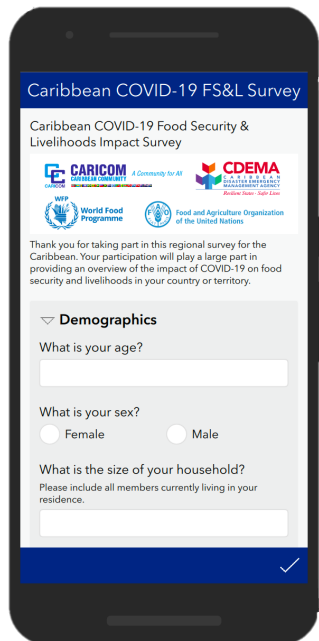 Caribbean COVID-19 FS&L Survey
Caribbean COVID-19 Food Security &
Livelihoods Impact Survey
CARICOM
CARICOM
CARIBBEAN COMMUNITY
A Community for All
CDEMA
CARIBBEAN
DISASTER EMERGENCY
MANAGEMENT AGENCY
Resilient States - Safer Lives
WFP
World Food
Programme
FAO
Food and Agriculture Organization
of the United Nations
Thank you for taking part in this regional survey for the
Caribbean. Your participation will play a large part in
providing an overview of the impact of COVID-19 on food
security and livelihoods in your country or territory.
Demographics
What is your age?
What is your sex?
Female Male
What is the size of your household?
Please include all members currently living in your
residence.